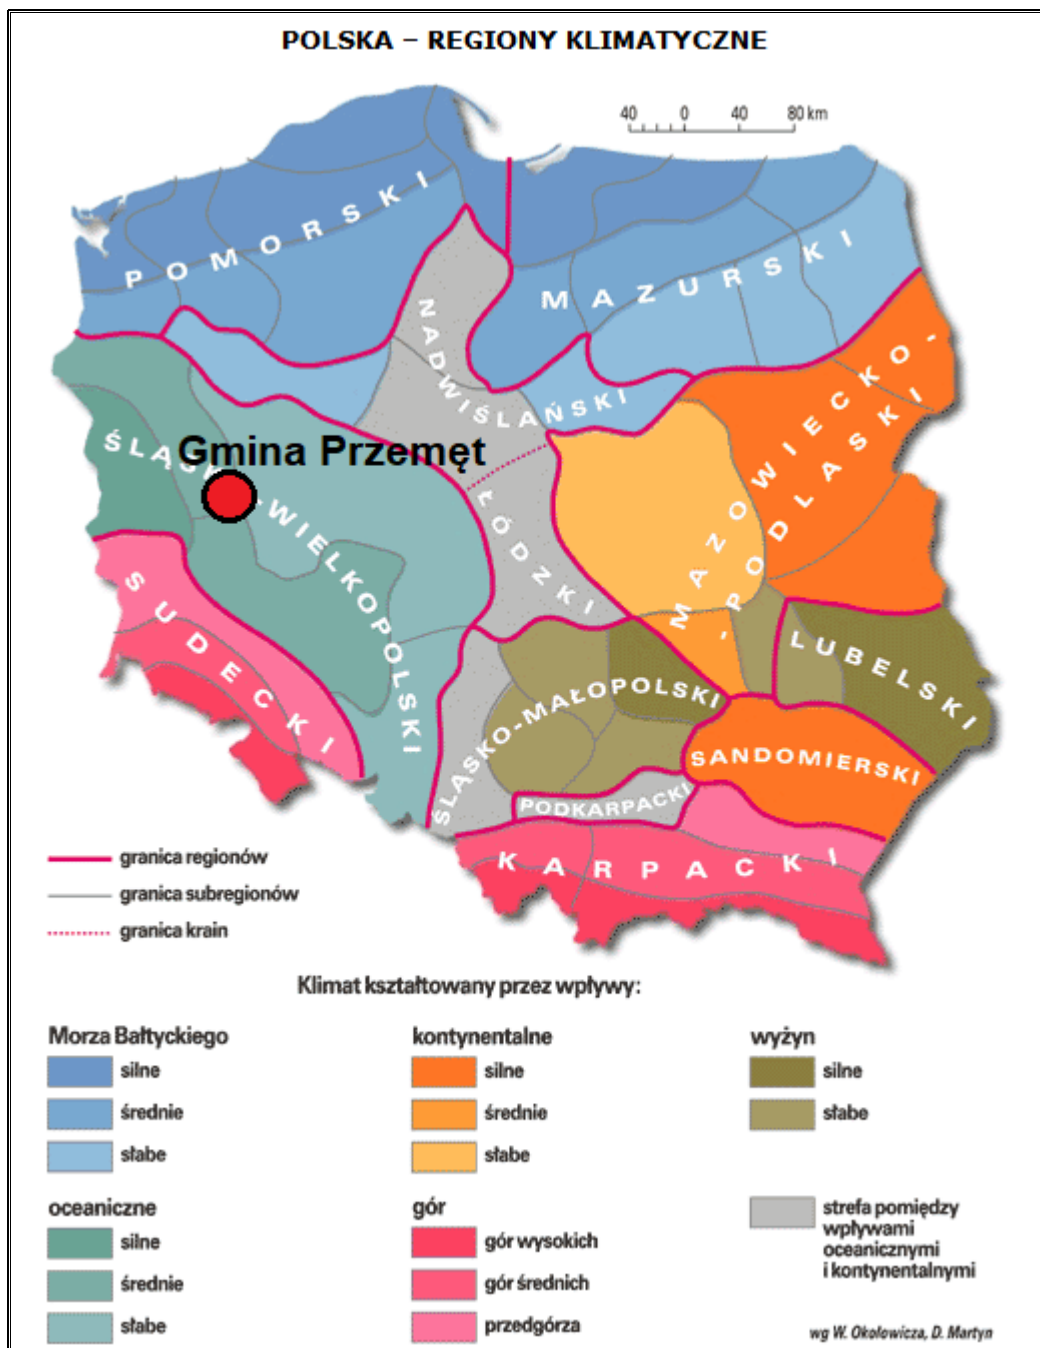 POLSKA – REGIONY KLIMATYCZNE
40 0 40 80 km
POMORSKI
MAZURSKI
NADWIŚLAŃSKI
MAZOWIECKO-
-PODLASKI
Gmina Przemęt
ŚLĄSKO-WIELKOPOLSKI
ŁÓDZKI
SUDECKI
LUBELSKI
ŚLĄSKO-MAŁOPOLSKI
SANDOMIERSKI
PODKARPACKI
KARPACKI
granica regionów
granica subregionów
granica krain
Klimat kształtowany przez wpływy:
Morza Bałtyckiego
silne
średnie
słabe
kontynentalne
silne
średnie
słabe
wyżyn
silne
słabe
oceaniczne
silne
średnie
słabe
gór
gór wysokich
gór średnich
przedgórza
strefa pomiędzy
wpływami
oceanicznymi
i kontynentalnymi
wg W. Okołowicza, D. Martyn